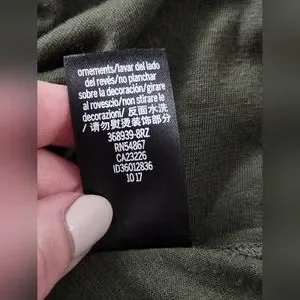 ornements/lavar del lado
del revés/no planchar
sobre la decoración/girare
al rovescio/non stirare le
decorazioni/ 反面水洗
/ 请勿熨烫装饰部分
368939-8RZ
RN54867
CA23226
ID36012836
10 17